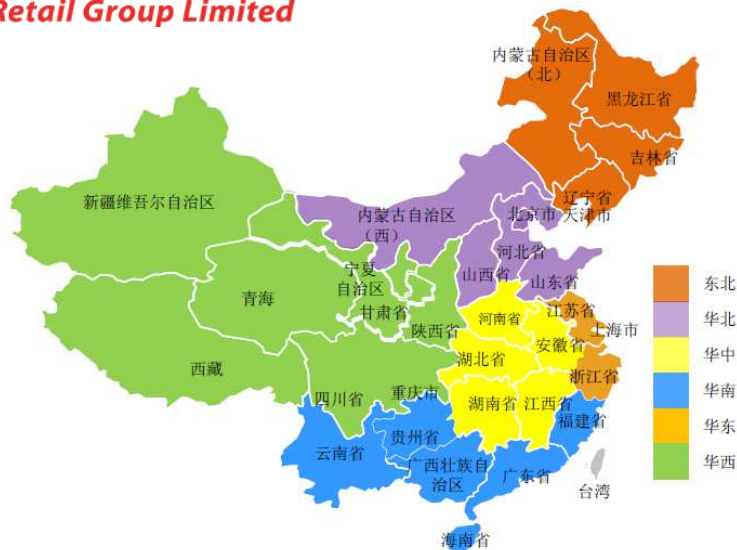 Retail Group Limited
内蒙古自治区
（北）
黑龙江省
吉林省
辽宁省
新疆维吾尔自治区
内蒙古自治区
（西）
北京市
天津市
河北省
宁夏
自治区
山西省
山东省
青海
甘肃省
陕西省
河南省
江苏省
上海市
安徽省
西藏
湖北省
浙江省
四川省
重庆市
湖南省
江西省
福建省
云南省
贵州省
广西壮族自
治区
广东省
台湾
海南省
东北
华北
华中
华南
华东
华西